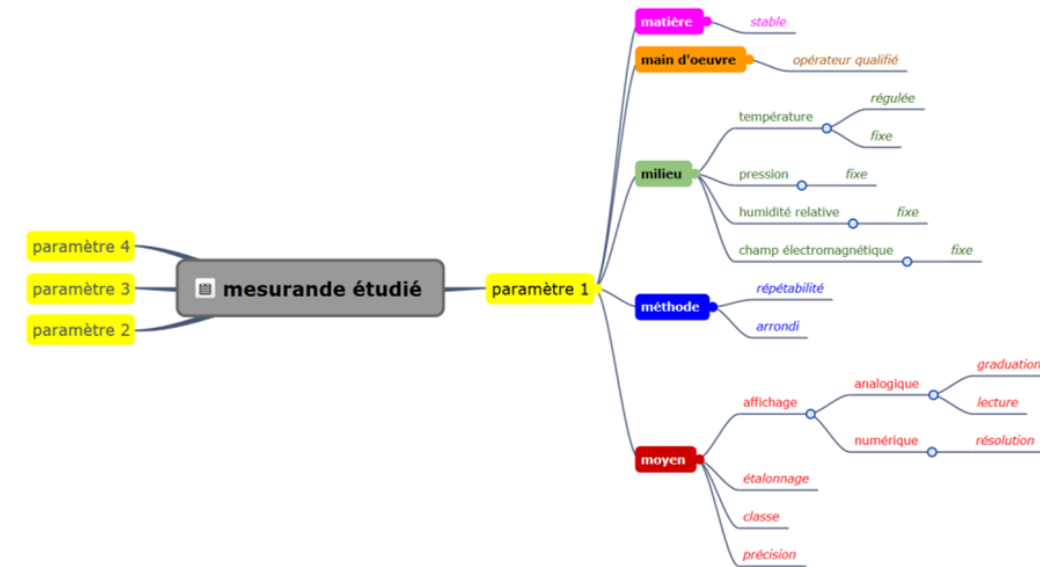 matière
stable
main d'oeuvre
opérateur qualifié
milieu
température
régulée
fixe
pression
fixe
humidité relative
fixe
champ électromagnétique
fixe
paramètre 4
paramètre 3
paramètre 2
mesurande étudié
paramètre 1
méthode
répétabilité
arrondi
moyen
affichage
analogique
graduation
lecture
numérique
résolution
étalonnage
classe
précision